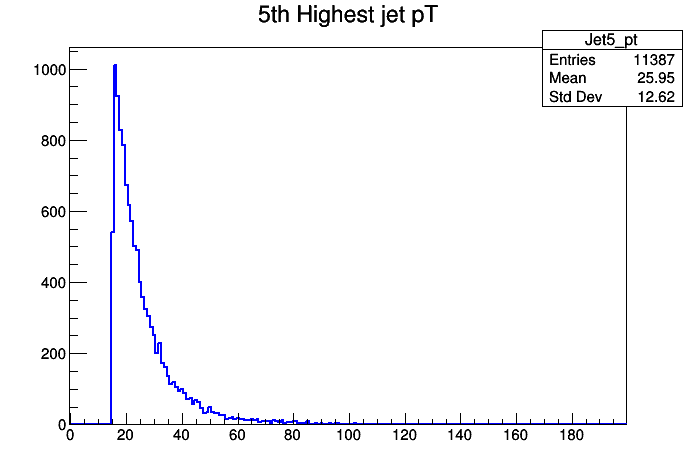 5th Highest jet pT
Jet5_pt
Entries 11387
Mean 25.95
Std Dev 12.62
1000
800
600
400
200
0
0 20 40 60 80 100 120 140 160 180